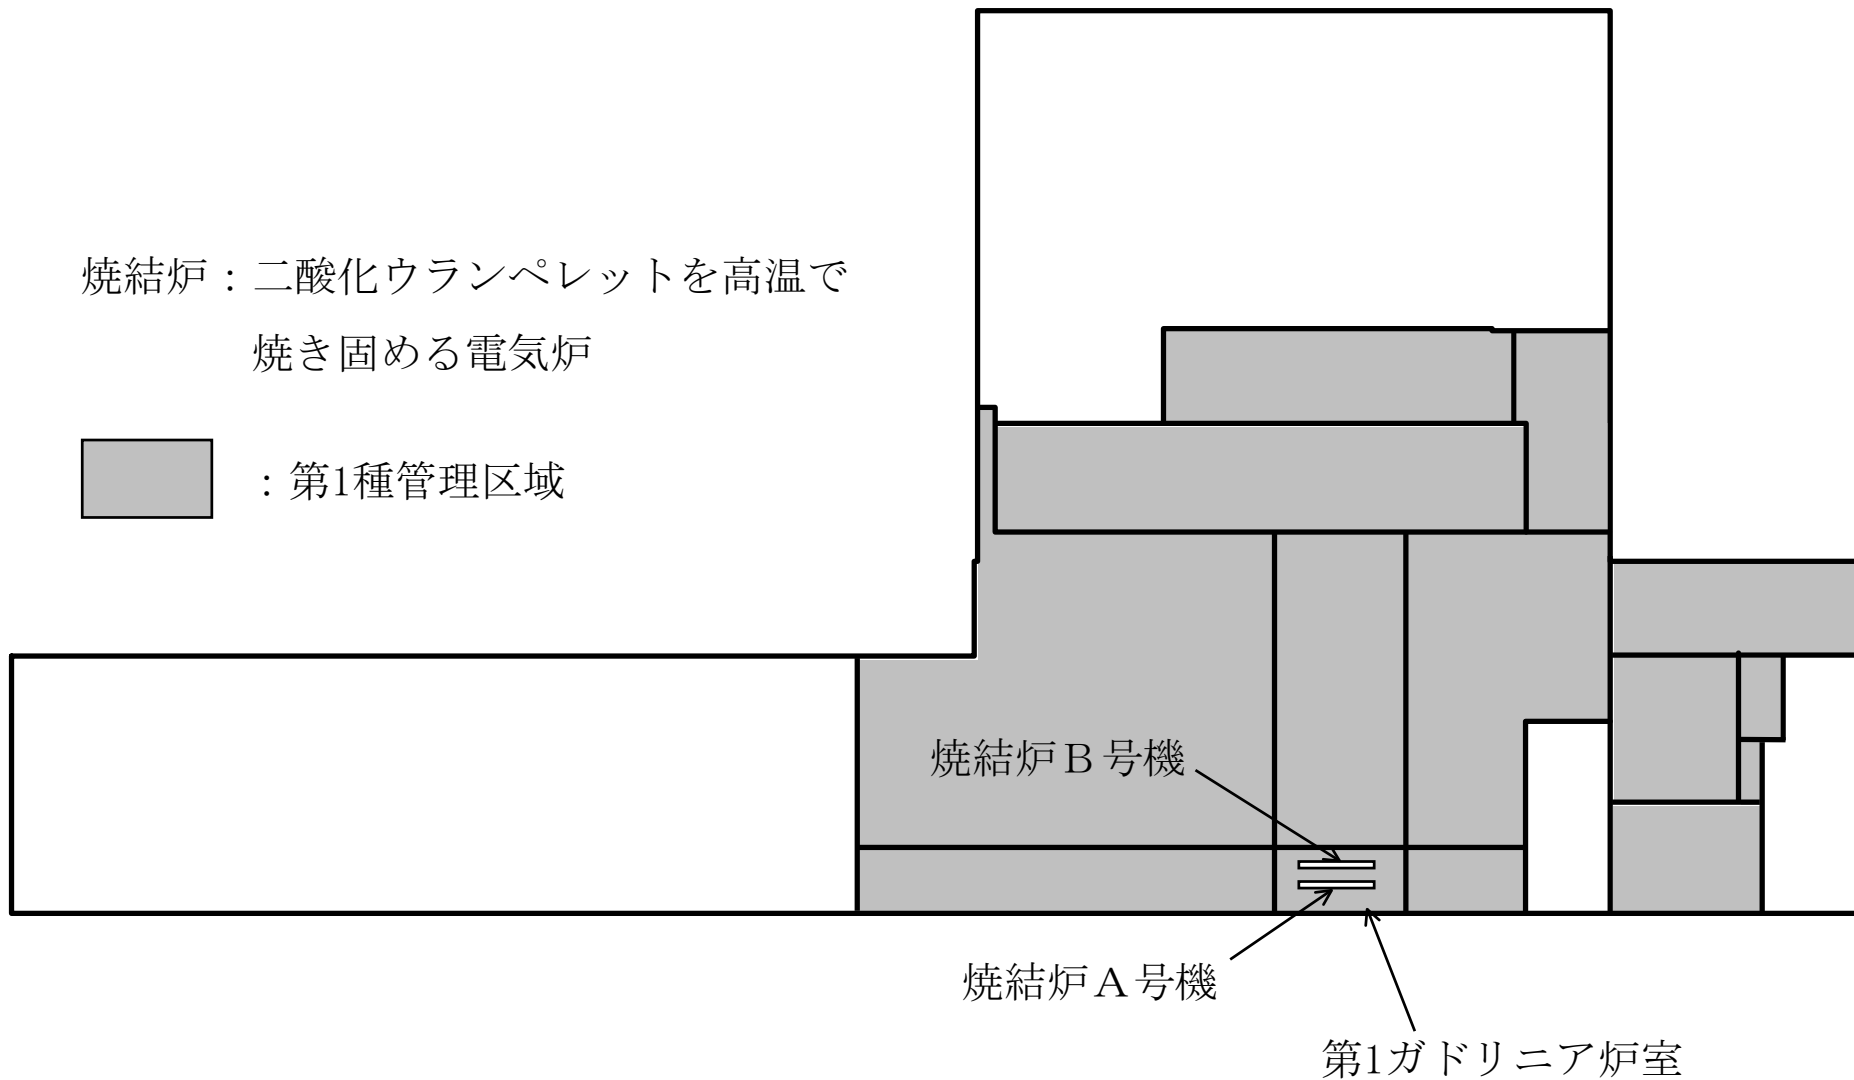 焼結炉：二酸化ウランペレットを高温で
焼き固める電気炉
：第1種管理区域
焼結炉Ｂ号機
焼結炉Ａ号機
第1ガドリニア炉室